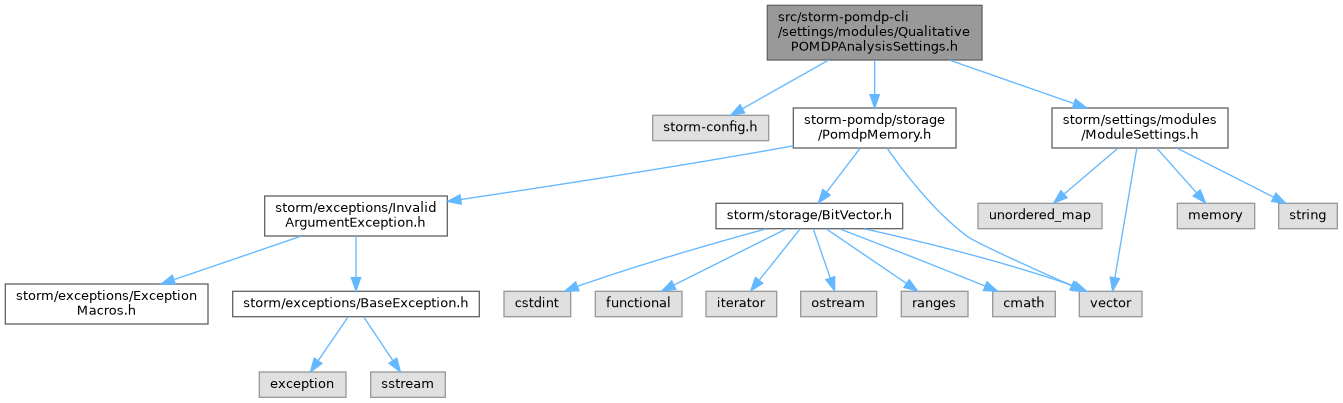 src/storm-pomdp-cli
/settings/modules/Qualitative
POMDPAnalysisSettings.h
storm-config.h
storm-pomdp/storage
/PomdpMemory.h
storm/settings/modules
/ModuleSettings.h
storm/exceptions/Invalid
ArgumentException.h
storm/storage/BitVector.h
unordered_map
memory
string
storm/exceptions/Exception
Macros.h
storm/exceptions/BaseException.h
cstdint
functional
iterator
ostream
ranges
cmath
vector
exception
sstream